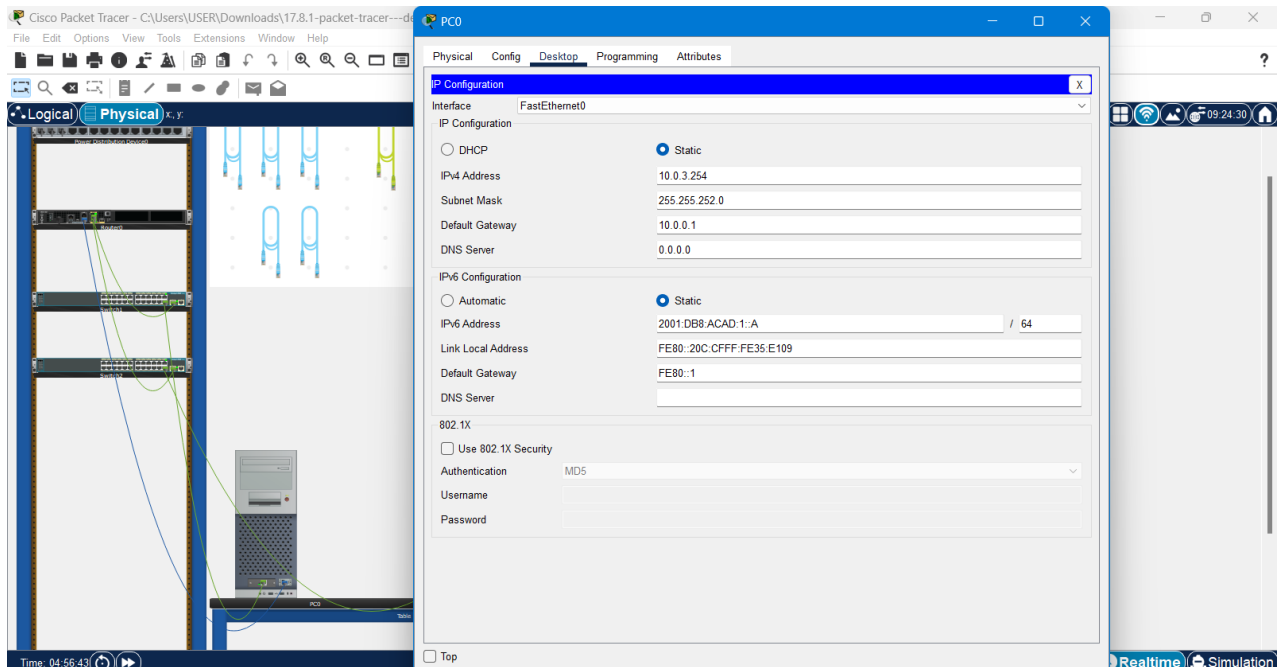 Cisco Packet Tracer - C:\Users\USER\Downloads\17.8.1-packet-tracer---de
File Edit Options View Tools Extensions Window Help
?
Logical Physical x, y:
09:24:30
Power Distribution Device0
Router0
Switch1
Switch2
PC0
Table
Time: 04:56:43
Realtime Simulation
PC0
Physical Config Desktop Programming Attributes
IP Configuration X
Interface FastEthernet0
IP Configuration
DHCP Static
IPv4 Address 10.0.3.254
Subnet Mask 255.255.252.0
Default Gateway 10.0.0.1
DNS Server 0.0.0.0
IPv6 Configuration
Automatic Static
IPv6 Address 2001:DB8:ACAD:1::A / 64
Link Local Address FE80::20C:CFFF:FE35:E109
Default Gateway FE80::1
DNS Server
802.1X
Use 802.1X Security
Authentication MD5
Username
Password
Top